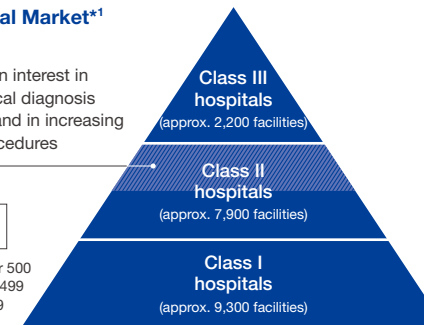 al Market*1
n interest in
cal diagnosis
and in increasing
cedures
r 500
499
9
Class III
hospitals
(approx. 2,200 facilities)
Class II
hospitals
(approx. 7,900 facilities)
Class I
hospitals
(approx. 9,300 facilities)